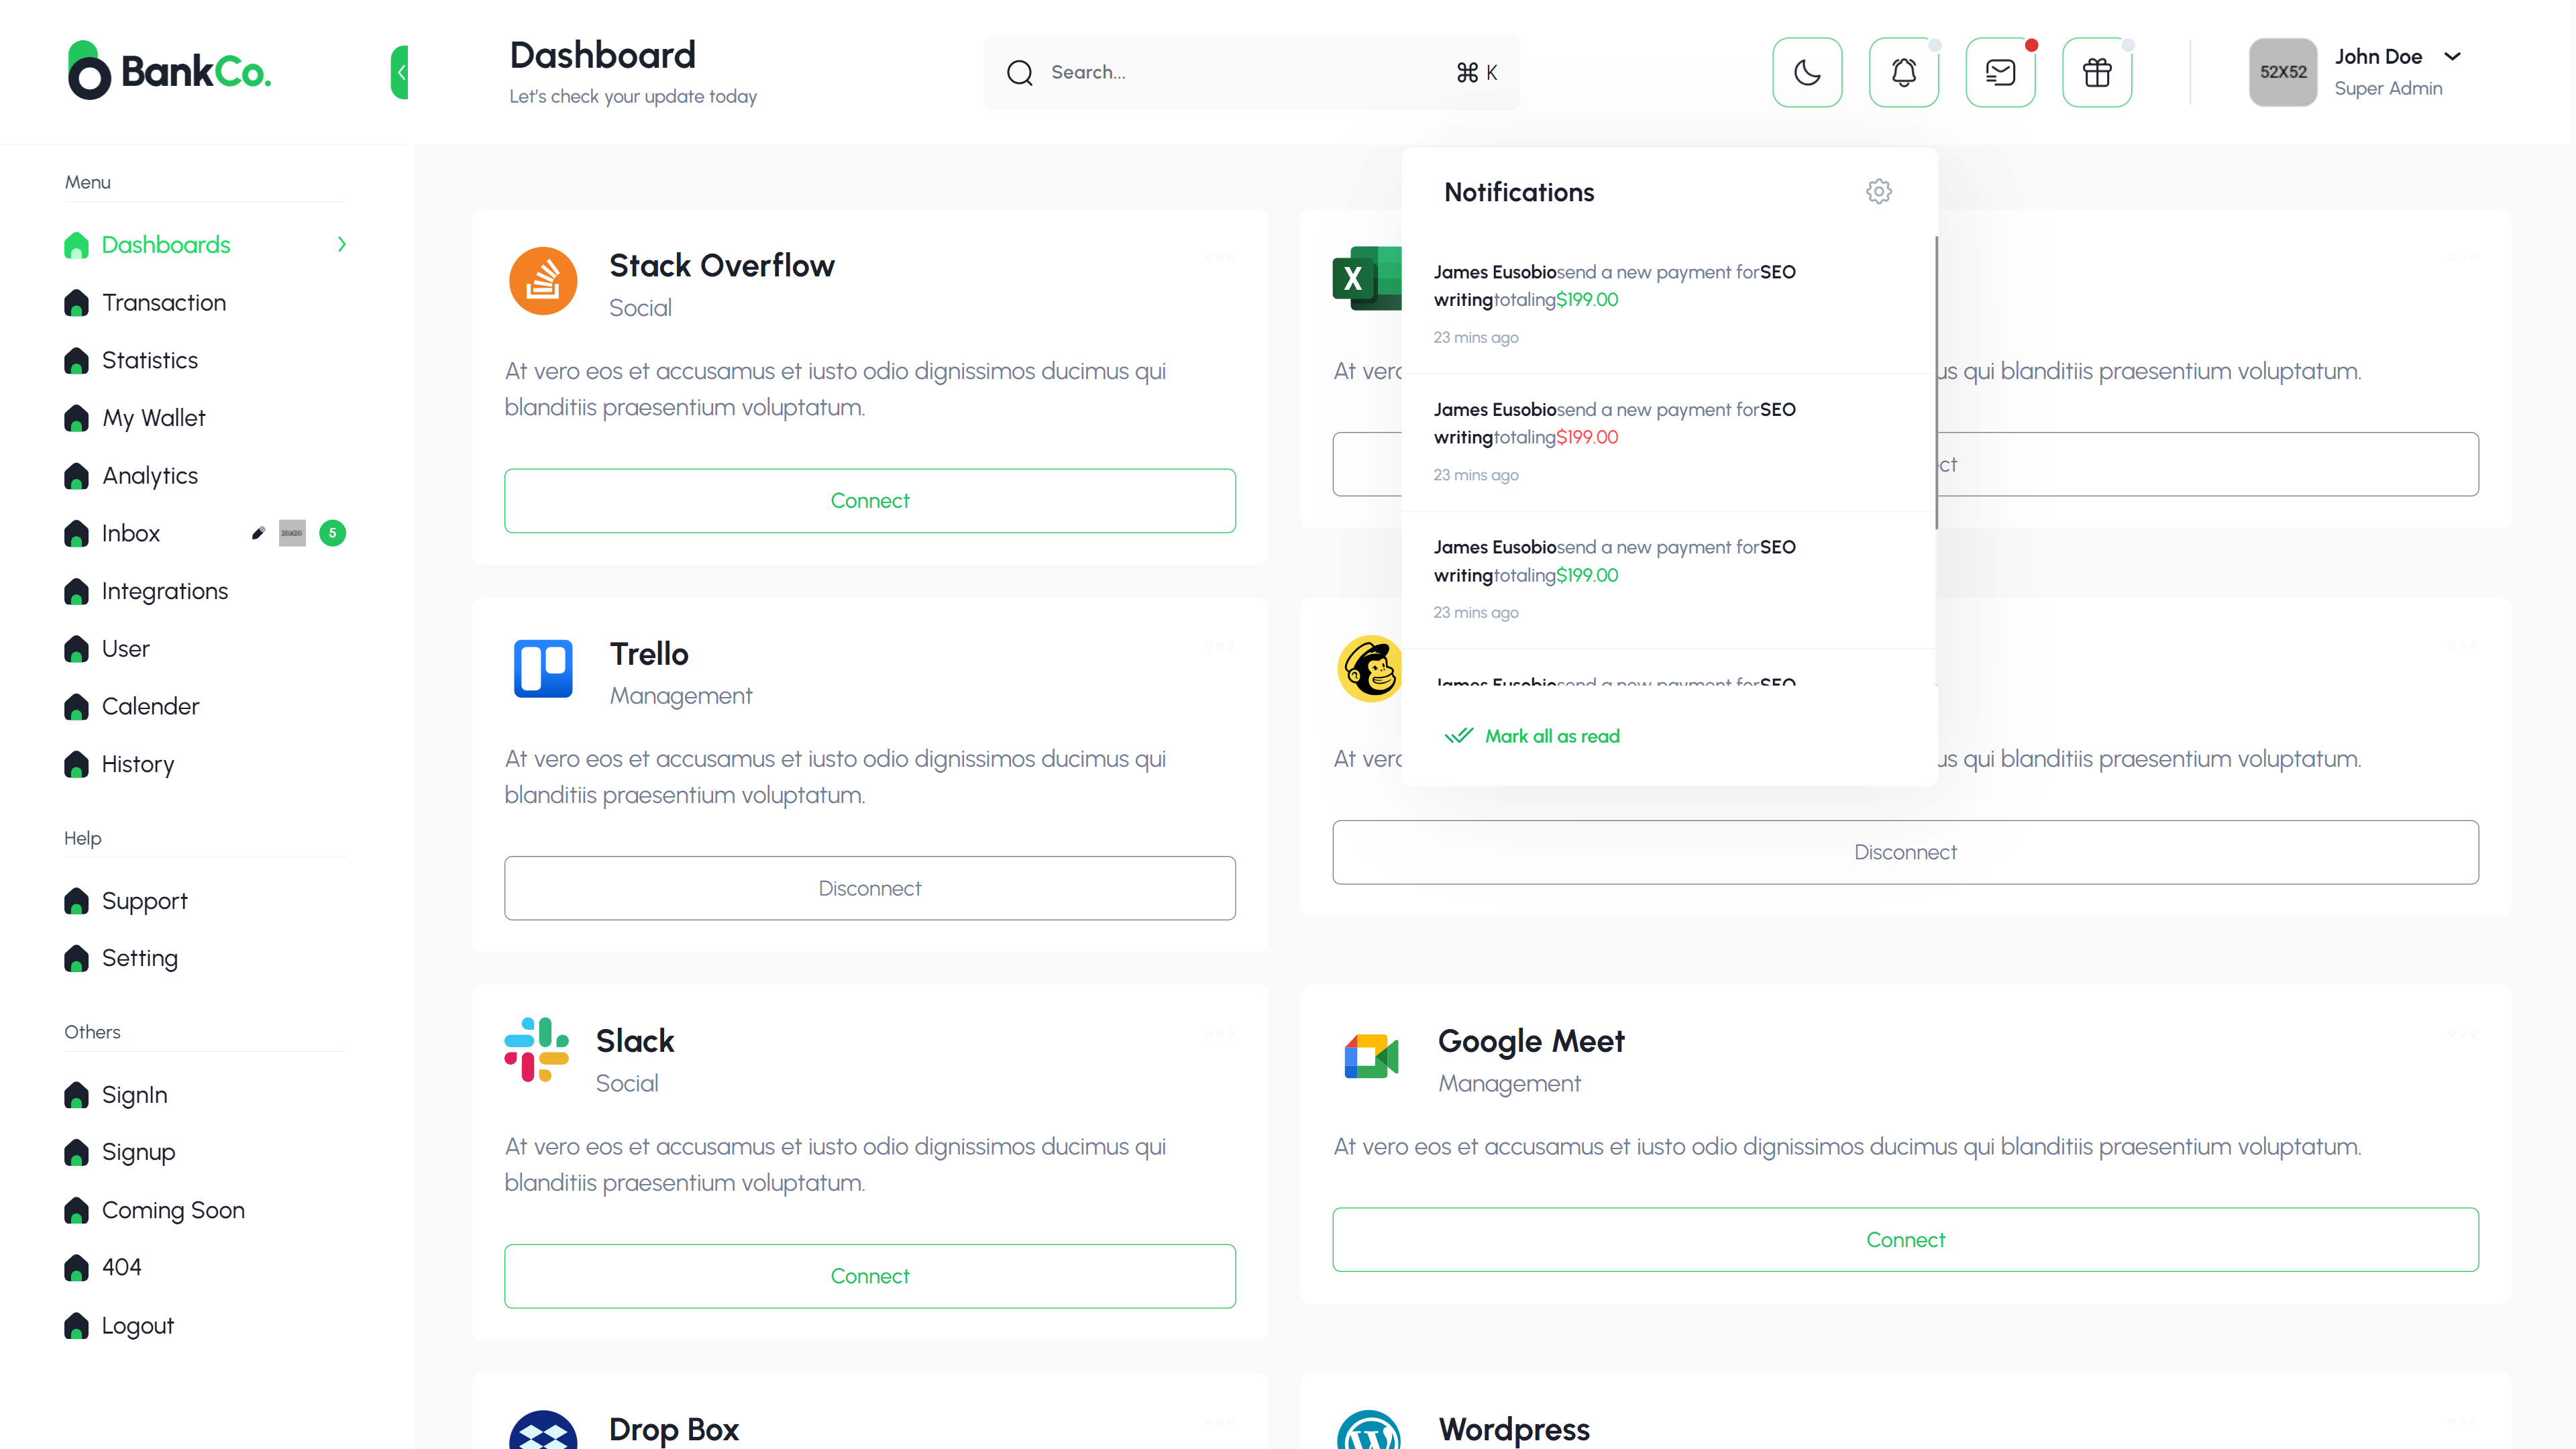 BankCo.
Dashboard
Let's check your update today
Search...
⌘ K
52X52
John Doe
Super Admin
Menu
Dashboards
Transaction
Statistics
My Wallet
Analytics
Inbox
5
Integrations
User
Calender
History
Help
Support
Setting
Others
SignIn
Signup
Coming Soon
404
Logout
Notifications
James Eusobiosend a new payment forSEO
writingtotaling$199.00
23 mins ago
James Eusobiosend a new payment forSEO
writingtotaling$199.00
23 mins ago
James Eusobiosend a new payment forSEO
writingtotaling$199.00
23 mins ago
James Eusobiosend a new payment forSEO
Mark all as read
Stack Overflow
Social
At vero eos et accusamus et iusto odio dignissimos ducimus qui
blanditiis praesentium voluptatum.
Connect
At
qui blanditiis praesentium voluptatum.
Trello
Management
At vero eos et accusamus et iusto odio dignissimos ducimus qui
blanditiis praesentium voluptatum.
Disconnect
At
qui blanditiis praesentium voluptatum.
Disconnect
Slack
Social
At vero eos et accusamus et iusto odio dignissimos ducimus qui
blanditiis praesentium voluptatum.
Connect
Google Meet
Management
At vero eos et accusamus et iusto odio dignissimos ducimus qui blanditiis praesentium voluptatum.
Connect
Drop Box
Wordpress